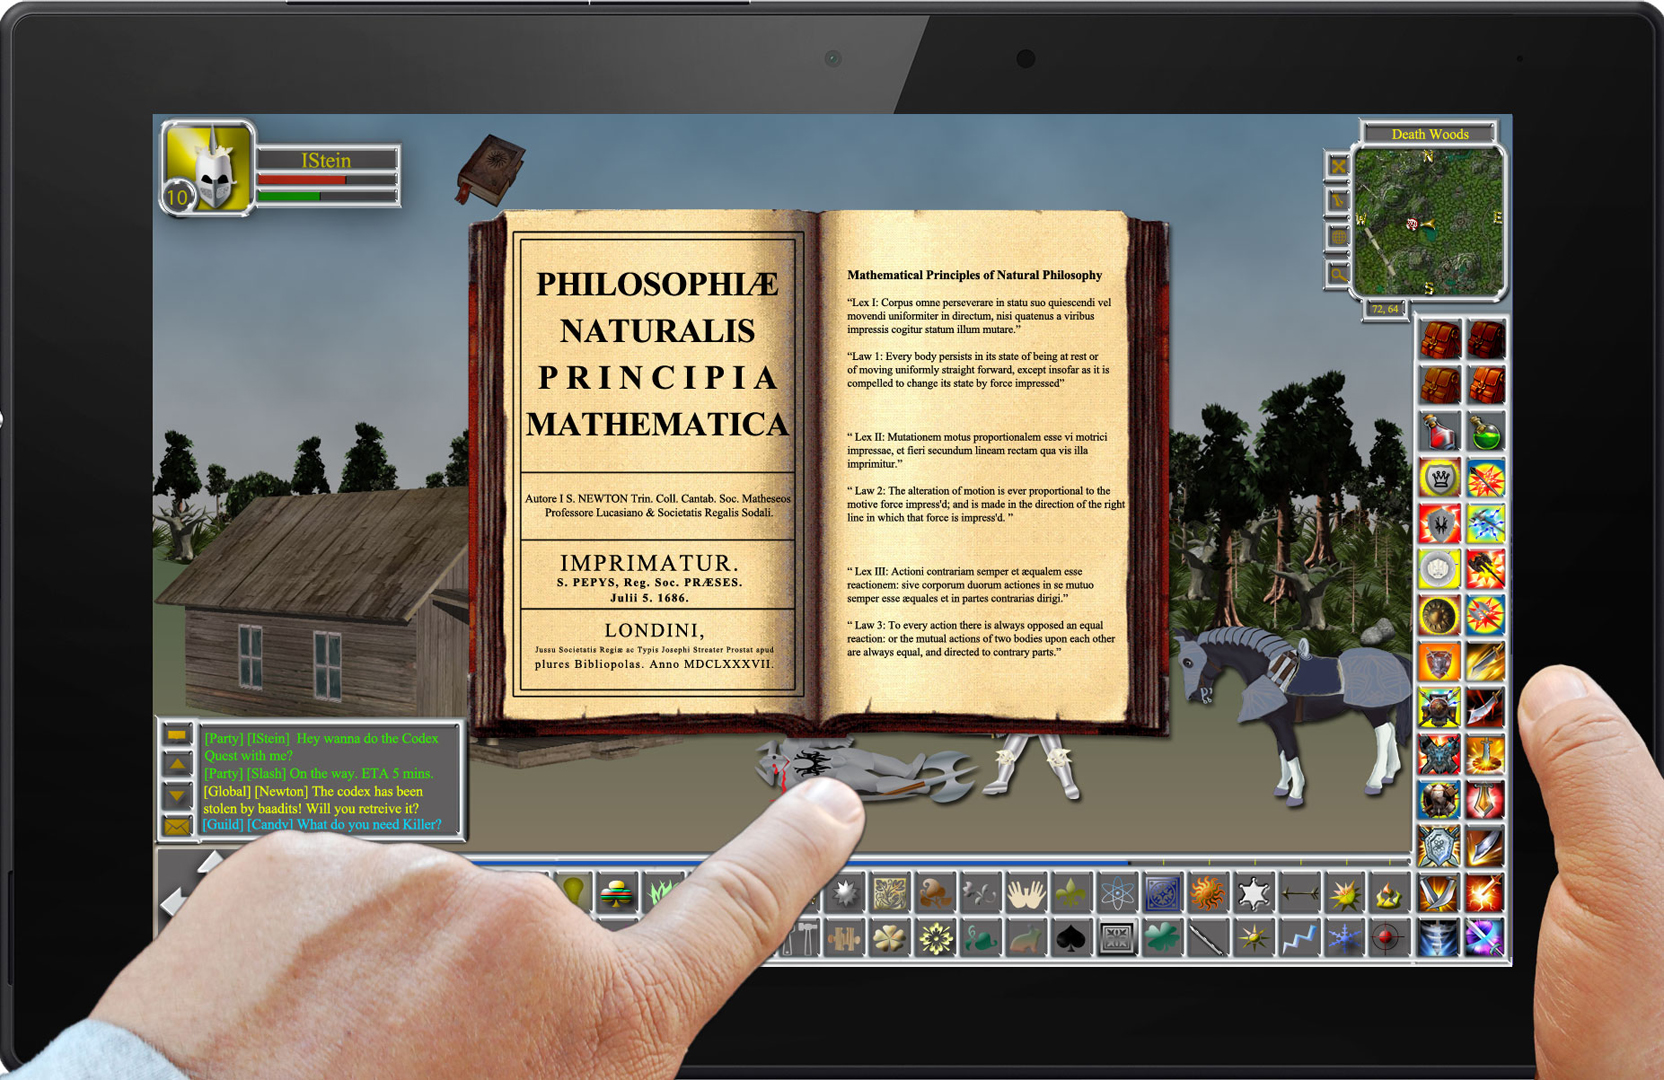 IStein
10
Death Woods
N
W
E
S
72, 64
PHILOSOPHIÆ
NATURALIS
PRINCIPIA
MATHEMATICA
Autore I S. NEWTON Trin. Coll. Cantab. Soc. Matheseos
Professore Lucasiano & Societatis Regalis Sodali.
IMPRIMATUR.
S. PEPYS, Reg. Soc. PRÆSES.
Julii 5. 1686.
LONDINI,
Jussu Societatis Regiæ ac Typis Josephi Streater Prostat apud
plures Bibliopolas. Anno MDCLXXXVII.
Mathematical Principles of Natural Philosophy
“Lex I: Corpus omne perseverare in statu suo quiescendi vel
movendi uniformiter in directum, nisi quatenus a viribus
impressis cogitur statum illum mutare.”
“Law 1: Every body persists in its state of being at rest or
of moving uniformly straight forward, except insofar as it is
compelled to change its state by force impressed”
“ Lex II: Mutationem motus proportionalem esse vi motrici
impressae, et fieri secundum lineam rectam qua vis illa
imprimitur.”
“ Law 2: The alteration of motion is ever proportional to the
motive force impress'd; and is made in the direction of the right
line in which that force is impress'd. ”
“ Lex III: Actioni contrariam semper et æqualem esse
reactionem: sive corporum duorum actiones in se mutuo
semper esse æquales et in partes contrarias dirigi.”
“ Law 3: To every action there is always opposed an equal
reaction: or the mutual actions of two bodies upon each other
are always equal, and directed to contrary parts.”
[Party] [IStein] Hey wanna do the Codex
Quest with me?
[Party] [Slash] On the way. ETA 5 mins.
[Global] [Newton] The codex has been
stolen by baadits! Will you retreive it?
[Guild] [Candy] What do you need Killer?